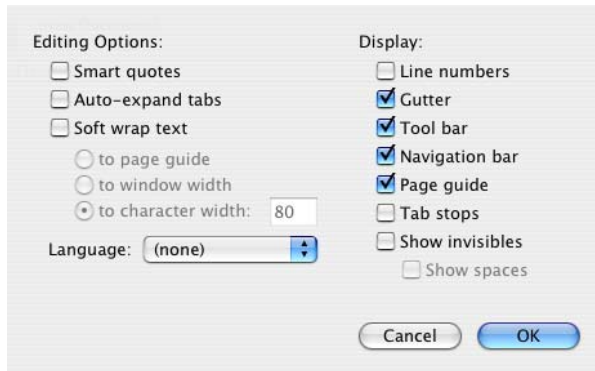 Editing Options:
Smart quotes
Auto-expand tabs
Soft wrap text
to page guide
to window width
to character width: 80
Language: (none)
Display:
Line numbers
Gutter
Tool bar
Navigation bar
Page guide
Tab stops
Show invisibles
Show spaces
Cancel
OK